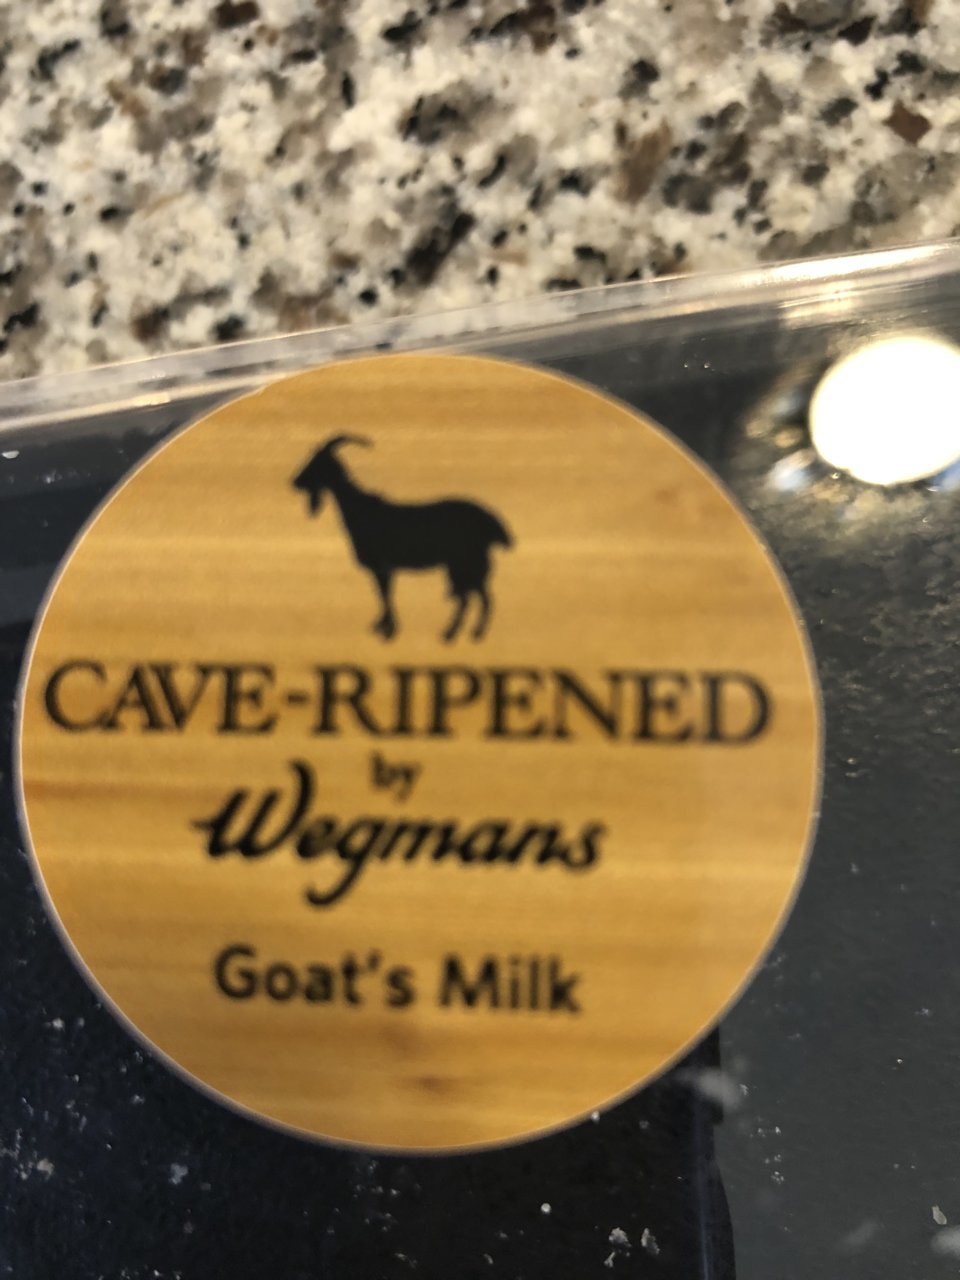 CAVE-RIPENED
by
Wegmans
Goat's Milk